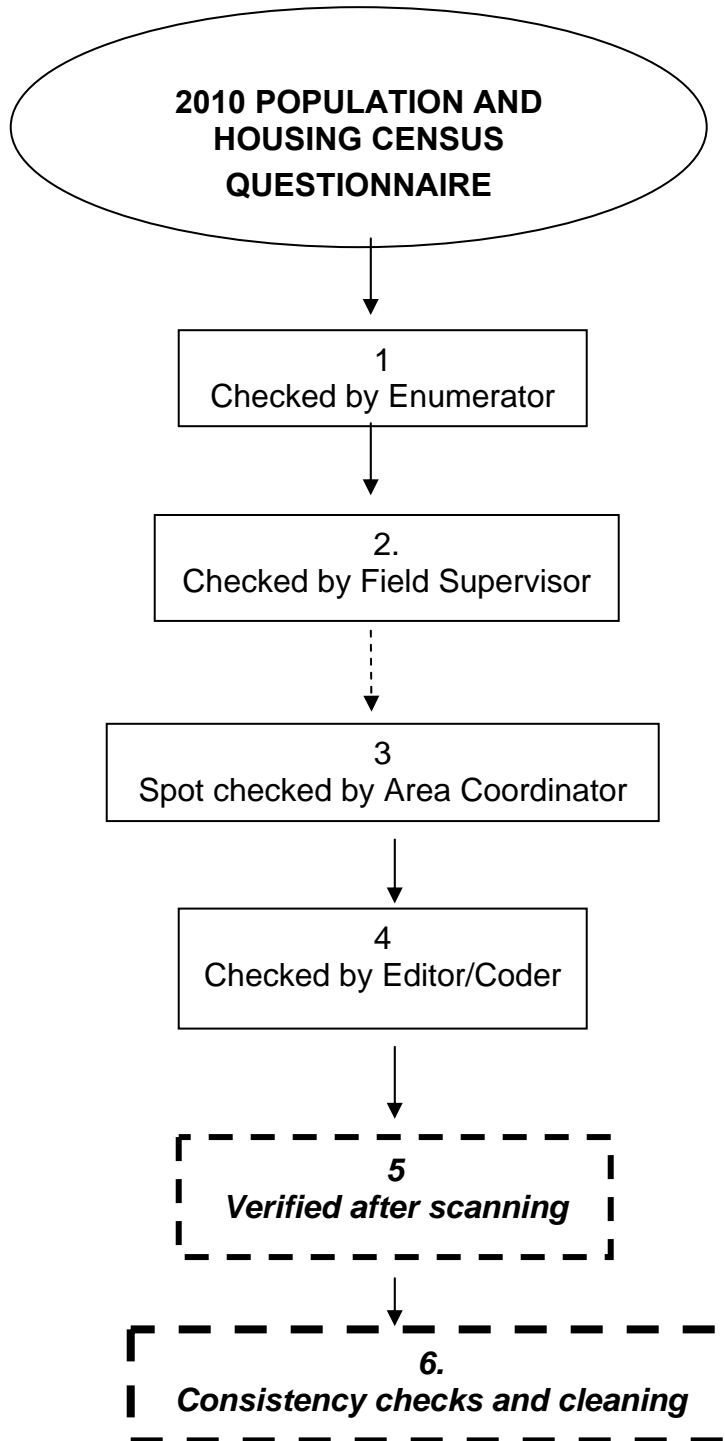 2010 POPULATION AND
HOUSING CENSUS
QUESTIONNAIRE
1
Checked by Enumerator
2.
Checked by Field Supervisor
3
Spot checked by Area Coordinator
4
Checked by Editor/Coder
5
Verified after scanning
6.
Consistency checks and cleaning